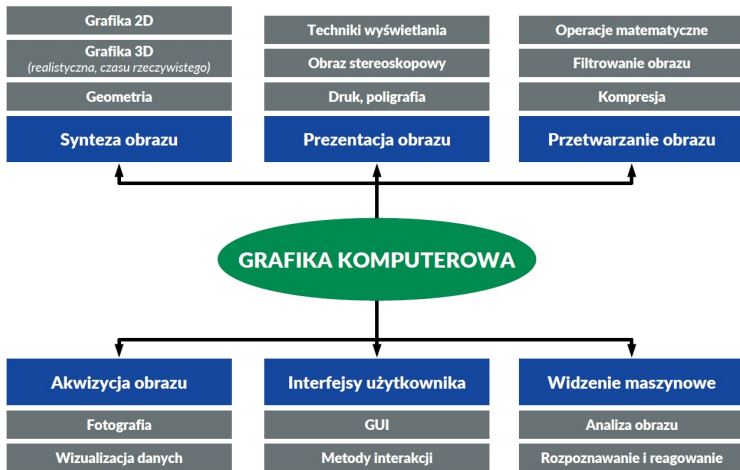 Grafika 2D
Grafika 3D
(realistyczna, czasu rzeczywistego)
Geometria
Synteza obrazu
Techniki wyświetlania
Obraz stereoskopowy
Druk, poligrafia
Prezentacja obrazu
Operacje matematyczne
Filtrowanie obrazu
Kompresja
Przetwarzanie obrazu
GRAFIKA KOMPUTEROWA
Akwizycja obrazu
Fotografia
Wizualizacja danych
Interfejsy użytkownika
GUI
Metody interakcji
Widzenie maszynowe
Analiza obrazu
Rozpoznawanie i reagowanie